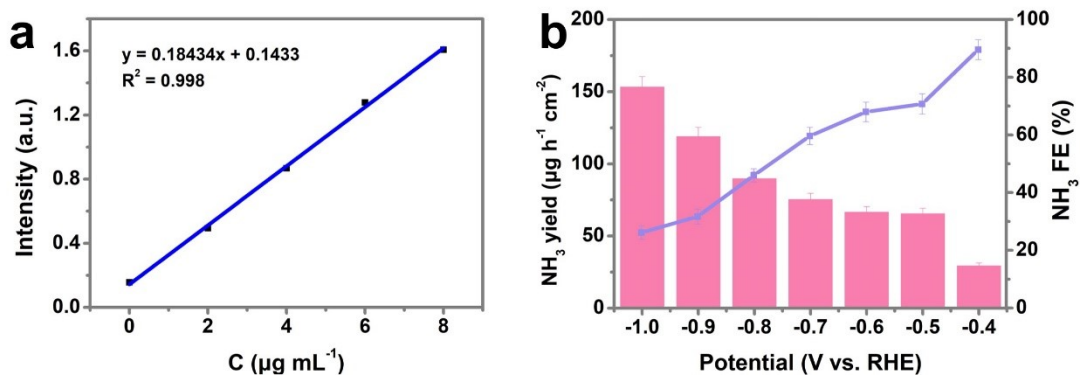 a
y = 0.18434x + 0.1433
R² = 0.998
Intensity (a.u.)
1.6
1.2
0.8
0.4
0.0
0 2 4 6 8
C (µg mL⁻¹)
b
NH₃ yield (µg h⁻¹ cm⁻²)
200
150
100
50
0
100
80
60
40
20
0
NH₃ FE (%)
-1.0 -0.9 -0.8 -0.7 -0.6 -0.5 -0.4
Potential (V vs. RHE)